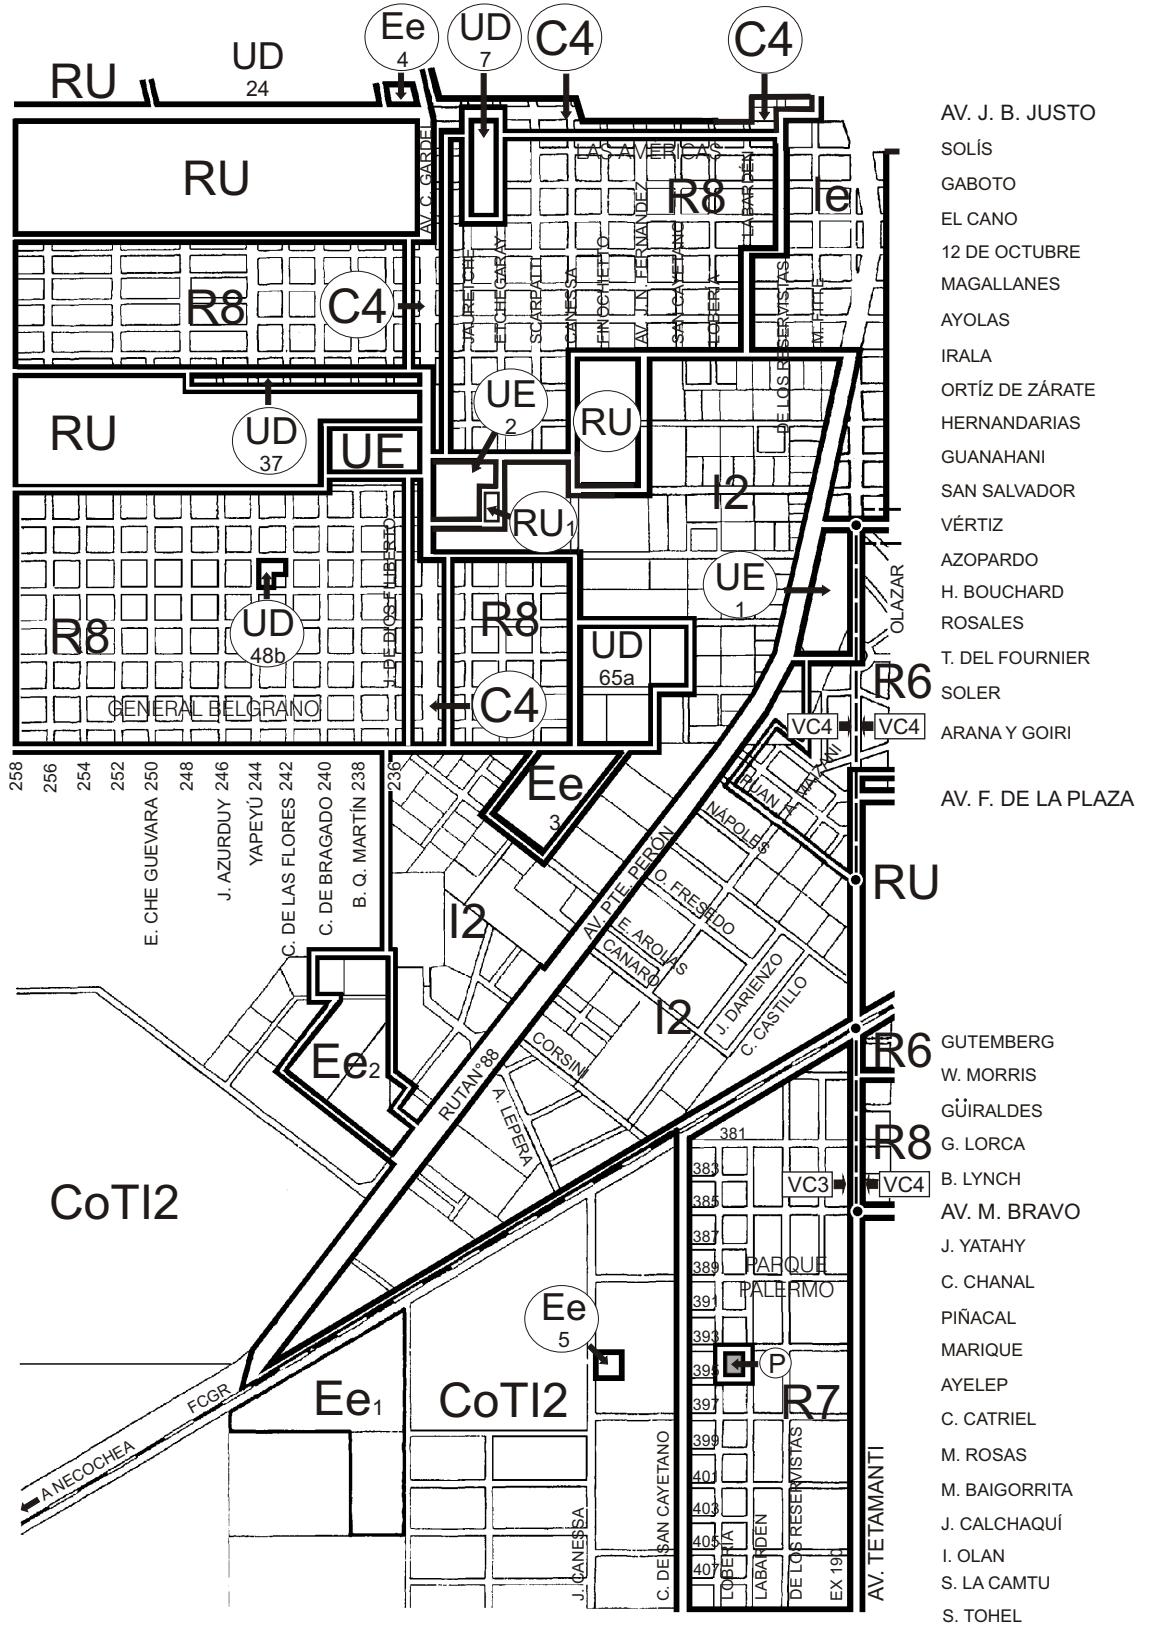 Ee
4
UD
7
C4
C4
RU
UD
24
AV. J. B. JUSTO
SOLÍS
GABOTO
EL CANO
12 DE OCTUBRE
MAGALLANES
AYOLAS
IRALA
ORTÍZ DE ZÁRATE
HERNANDARIAS
GUANAHANI
SAN SALVADOR
VÉRTIZ
AZOPARDO
H. BOUCHARD
ROSALES
T. DEL FOURNIER
SOLER
ARANA Y GOIRI
AV. F. DE LA PLAZA
GUTEMBERG
W. MORRIS
GÜIRALDES
G. LORCA
B. LYNCH
AV. M. BRAVO
J. YATAHY
C. CHANAL
PIÑACAL
MARIQUE
AYELEP
C. CATRIEL
M. ROSAS
M. BAIGORRITA
J. CALCHAQUÍ
I. OLAN
S. LA CAMTU
S. TOHEL
RU
AV. C. GARDEL
LAS AMÉRICAS
R8
Ie
LABARDÉN
R8
C4
JAURETCHE
ETCHEGARAY
SCARPATTI
CANESSA
FINOCHIETTO
AV. J. N. FERNÁNDEZ
SAN CAYETANO
LOBERÍA
DE LOS RESERVISTAS
M. FITTE
RU
UD
37
UE
UE
2
RU
I2
RU1
J. DE DIOS FILIBERTO
UD
48b
R8
R8
UE
1
OLAZAR
UD
65a
R6
GENERAL BELGRANO
C4
VC4
VC4
258
256
254
252
E. CHE GUEVARA 250
248
J. AZURDUY 246
YAPEYÚ 244
C. DE LAS FLORES 242
C. DE BRAGADO 240
B. Q. MARTÍN 238
236
Ee
3
JUAN A. MAIZANI
NÁPOLES
AV. PTE. PERÓN
O. FRESEDO
E. AROLAS
CANARO
J. DARIENZO
C. CASTILLO
RU
I2
I2
Ee2
CORSINI
RUTA N°88
A. LEPERA
R6
R8
CoTI2
381
383
385
387
389
391
393
395
397
399
401
403
405
407
VC3
VC4
PARQUE
PALERMO
Ee
5
P
R7
FCGR
Ee1
CoTI2
A NECOCHEA
J. CANESSA
C. DE SAN CAYETANO
LOBERÍA
LABARDÉN
DE LOS RESERVISTAS
EX 190
AV. TETAMANTI